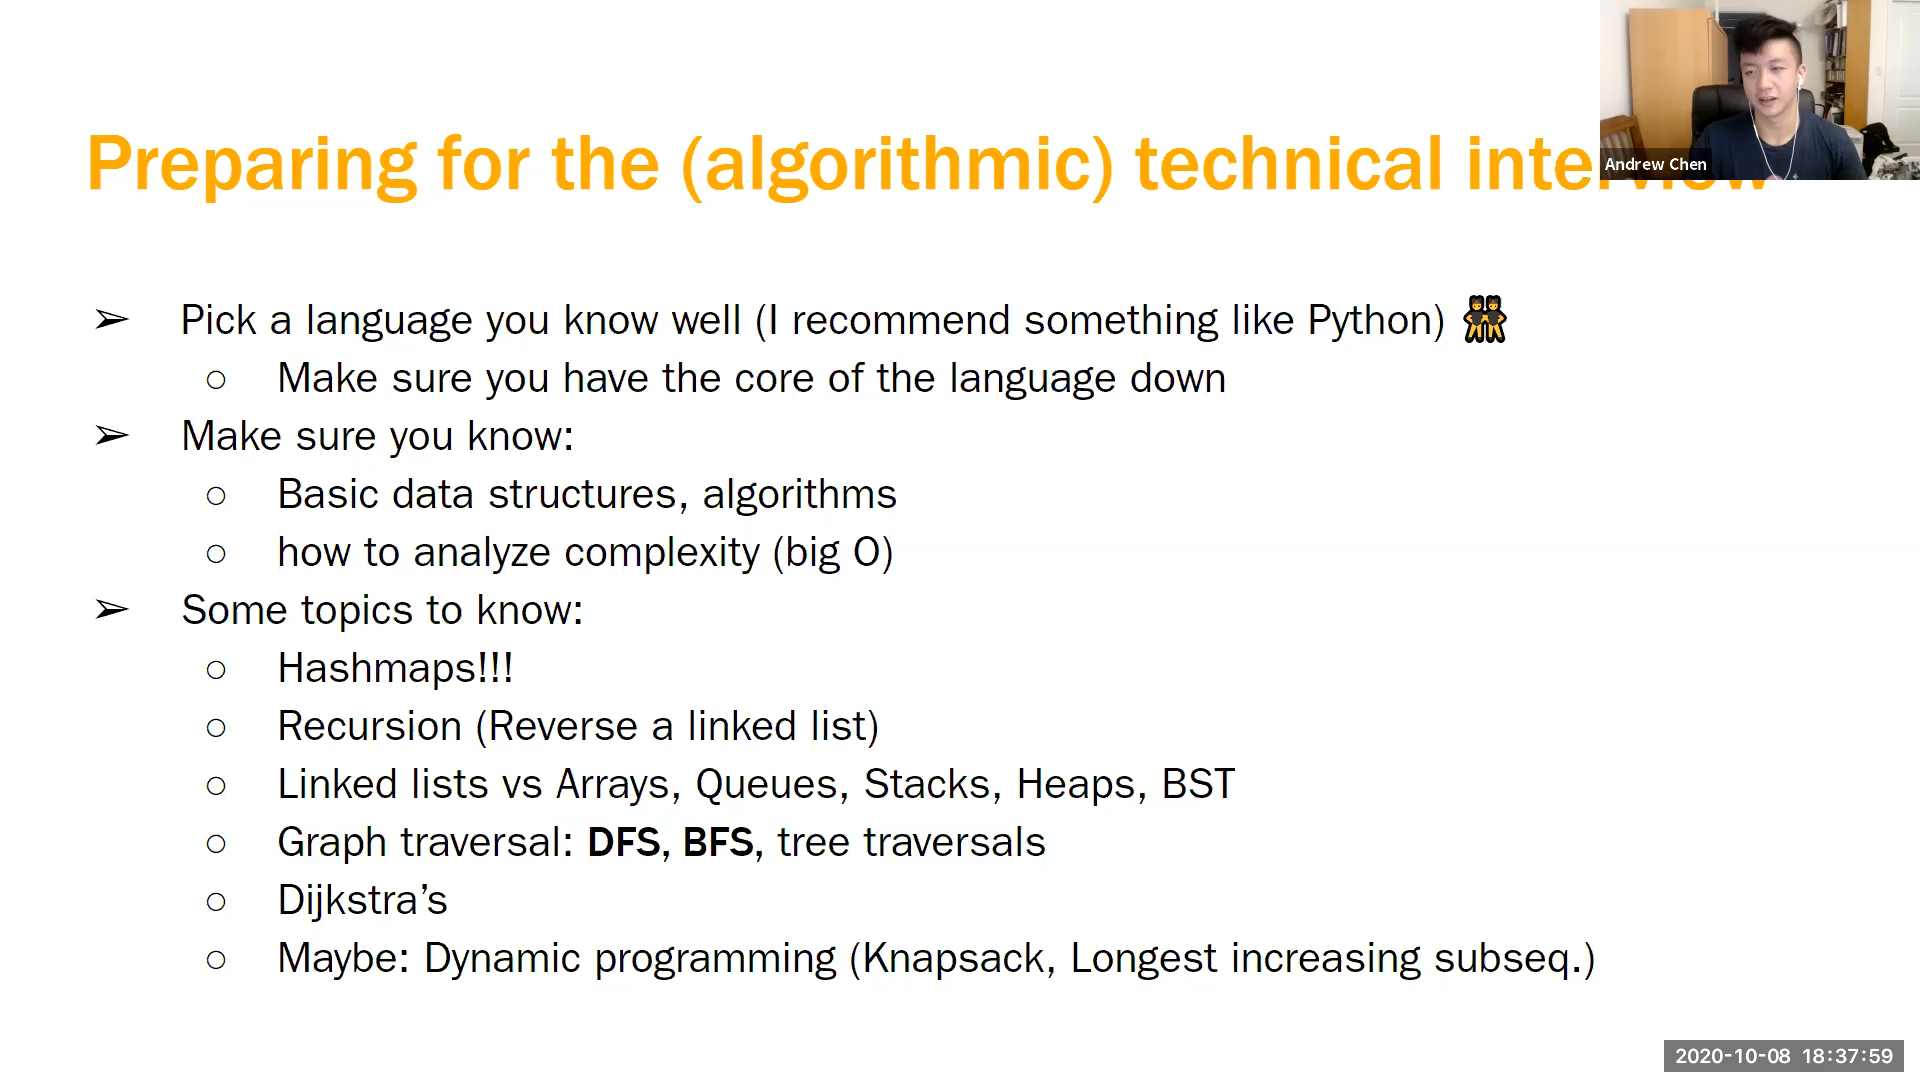 Preparing for the (algorithmic) technical interview
Andrew Chen
➢ Pick a language you know well (I recommend something like Python) 👯
○ Make sure you have the core of the language down
➢ Make sure you know:
○ Basic data structures, algorithms
○ how to analyze complexity (big O)
➢ Some topics to know:
○ Hashmaps!!!
○ Recursion (Reverse a linked list)
○ Linked lists vs Arrays, Queues, Stacks, Heaps, BST
○ Graph traversal: DFS, BFS, tree traversals
○ Dijkstra’s
○ Maybe: Dynamic programming (Knapsack, Longest increasing subseq.)
2020-10-08 18:37:59